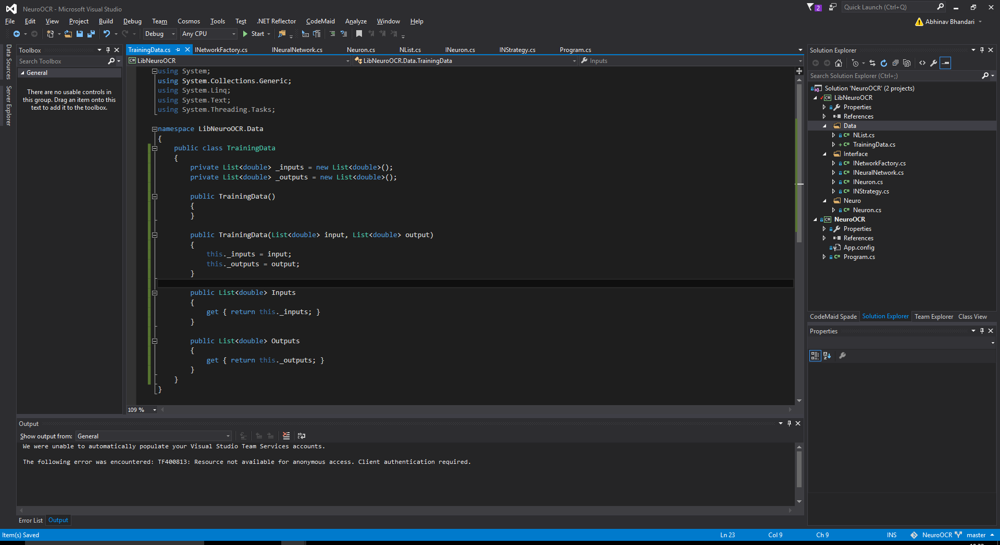 NeuroOCR - Microsoft Visual Studio
2
Quick Launch (Ctrl+Q)
File Edit View Project Build Debug Team Cosmos Tools Test .NET Reflector CodeMaid Analyze Window Help
Abhinav Bhandari
Debug Any CPU Start
Data Sources
Server Explorer
Toolbox
Search Toolbox
General
There are no usable controls in
this group. Drag an item onto this
text to add it to the toolbox.
TrainingData.cs INetworkFactory.cs INeuralNetwork.cs Neuron.cs NList.cs INeuron.cs INStrategy.cs Program.cs
LibNeuroOCR LibNeuroOCR.Data.TrainingData Inputs
using System;
using System.Collections.Generic;
using System.Linq;
using System.Text;
using System.Threading.Tasks;
namespace LibNeuroOCR.Data
{
public class TrainingData
{
private List<double> _inputs = new List<double>();
private List<double> _outputs = new List<double>();
public TrainingData()
{
}
public TrainingData(List<double> input, List<double> output)
{
this._inputs = input;
this._outputs = output;
}
public List<double> Inputs
{
get { return this._inputs; }
}
public List<double> Outputs
{
get { return this._outputs; }
}
}
}
109 %
Solution Explorer
Search Solution Explorer (Ctrl+;)
Solution 'NeuroOCR' (2 projects)
C# LibNeuroOCR
Properties
References
Data
C# NList.cs
C# TrainingData.cs
Interface
C# INetworkFactory.cs
C# INeuralNetwork.cs
C# INeuron.cs
C# INStrategy.cs
Neuro
C# Neuron.cs
C# NeuroOCR
Properties
References
App.config
C# Program.cs
CodeMaid Spade Solution Explorer Team Explorer Class View
Properties
Output
Show output from: General
We were unable to automatically populate your Visual Studio Team Services accounts.
The following error was encountered: TF400813: Resource not available for anonymous access. Client authentication required.
Error List Output
Item(s) Saved Ln 23 Col 9 Ch 9 INS NeuroOCR master